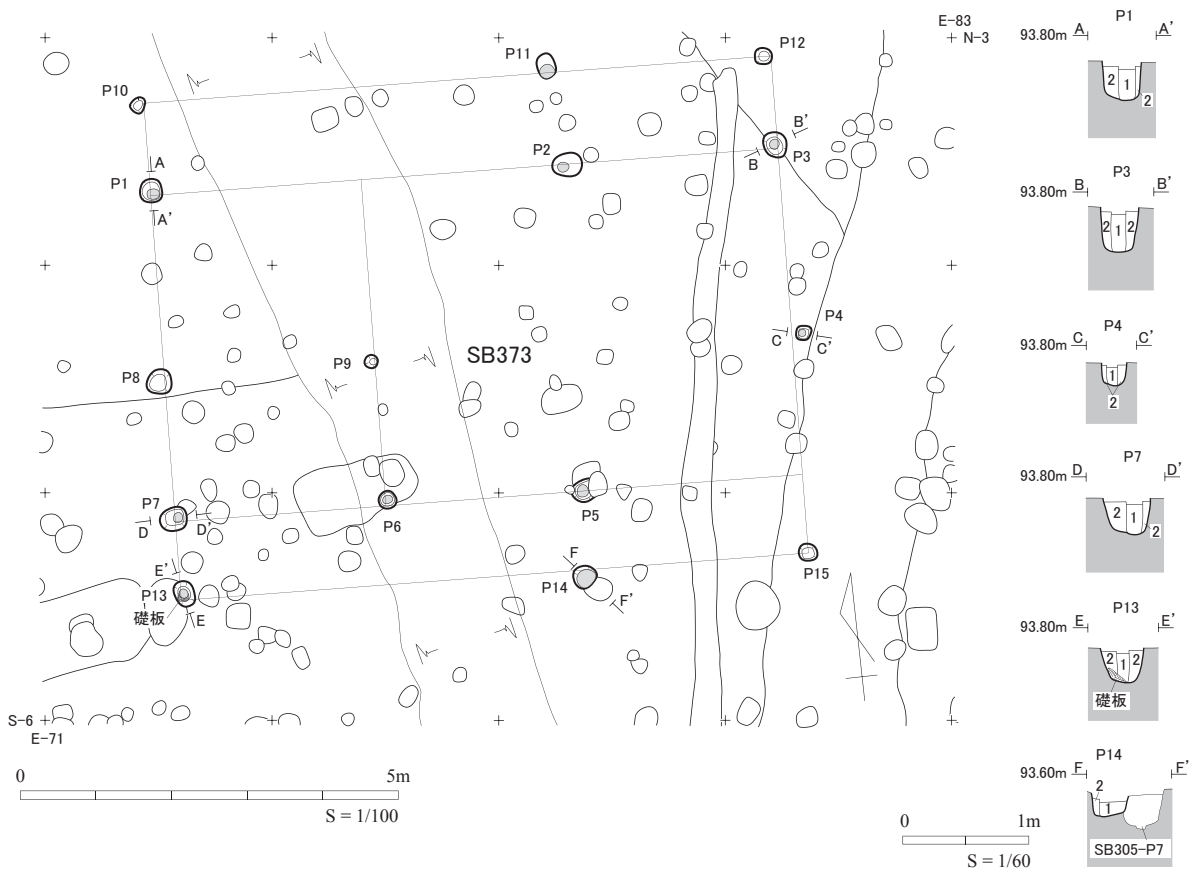 E-83
N-3
P12
P11
P10
B'
P2
A
P3
B
P1
A'
P4
C
C'
SB373
P9
P8
P7
D
D'
P6
P5
E'
F
P15
P13
P14
礎板
E
F'
S-6
E-71
0 5m
S = 1/100
0 1m
S = 1/60
P1
93.80m A A'
2 1
2
P3
93.80m B B'
2 1 2
P4
93.80m C C'
1
2
P7
93.80m D D'
2 1
2
P13
93.80m E E'
2 1 2
礎板
P14
93.60m F F'
2
1
SB305-P7